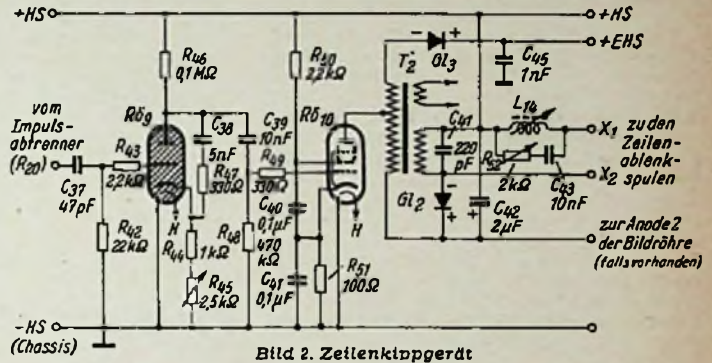 +HS
+HS
+EHS
R46
0,1MΩ
Rö9
vom
Impuls-
abtrenner
(R20)
C37
47pF
R43
2,2kΩ
R42
22kΩ
H
R44
1kΩ
R45
2,5kΩ
C38
5nF
R47
330Ω
C39
10nF
R48
470
kΩ
R49
330Ω
R50
2,2kΩ
Rö10
C40
0,1µF
C41
0,1µF
H
R51
100Ω
T2
Gl3
- +
C45
1nF
C41
220
pF
Gl2
-
+
L14
R52
2kΩ
C43
10nF
C42
2µF
X1
X2
zu den
Zeilen-
ablenk-
spulen
zur Anode 2
der Bildröhre
(falls vorhanden)
-HS
(Chassis)
Bild 2. Zeilenkippgerät